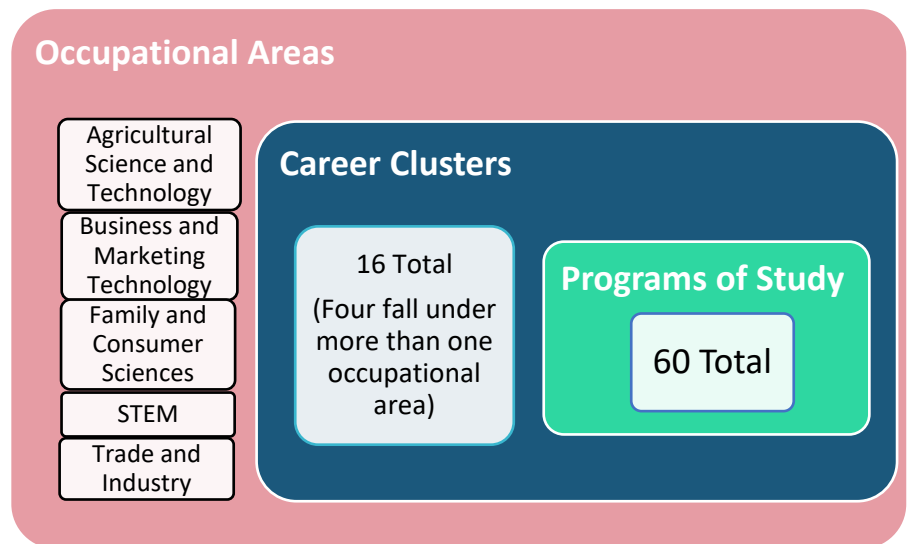 Occupational Areas
Agricultural
Science and
Technology
Business and
Marketing
Technology
Family and
Consumer
Sciences
STEM
Trade and
Industry
Career Clusters
16 Total
(Four fall under
more than one
occupational
area)
Programs of Study
60 Total